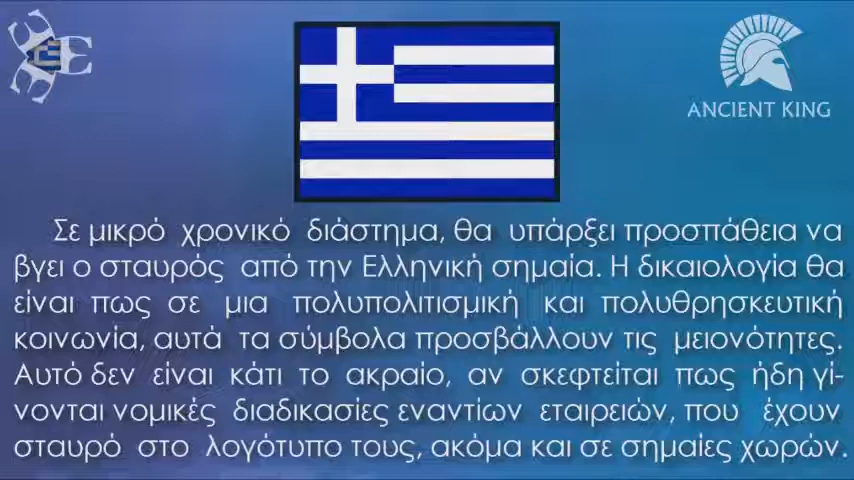 ANCIENT KING
Σε μικρό χρονικό διάστημα, θα υπάρξει προσπάθεια να
βγει ο σταυρός από την Ελληνική σημαία. Η δικαιολογία θα
είναι πως σε μια πολυπολιτισμική και πολυθρησκευτική
κοινωνία, αυτά τα σύμβολα προσβάλλουν τις μειονότητες.
Αυτό δεν είναι κάτι το ακραίο, αν σκεφτείται πως ήδη γί-
νονται νομικές διαδικασίες εναντίων εταιρειών, που έχουν
σταυρό στο λογότυπο τους, ακόμα και σε σημαίες χωρών.